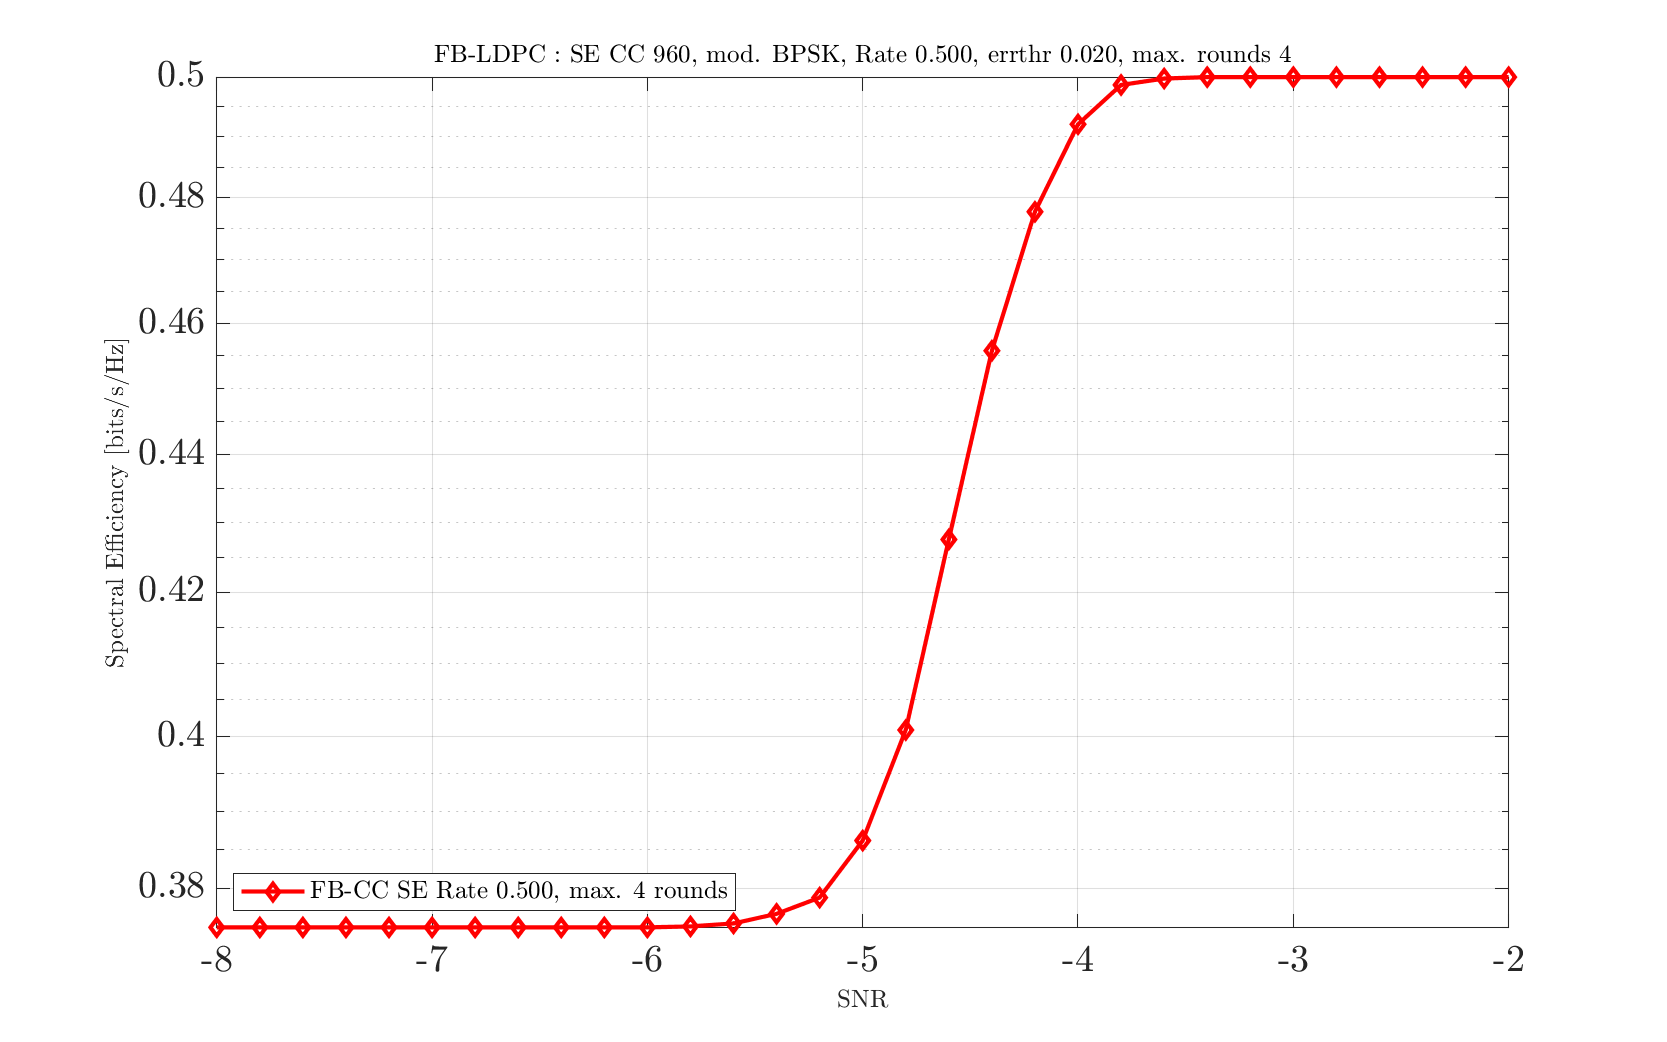 FB-LDPC : SE CC 960, mod. BPSK, Rate 0.500, errthr 0.020, max. rounds 4
0.5
0.48
0.46
0.44
0.42
0.4
0.38
Spectral Efficiency [bits/s/Hz]
FB-CC SE Rate 0.500, max. 4 rounds
-8 -7 -6 -5 -4 -3 -2
SNR